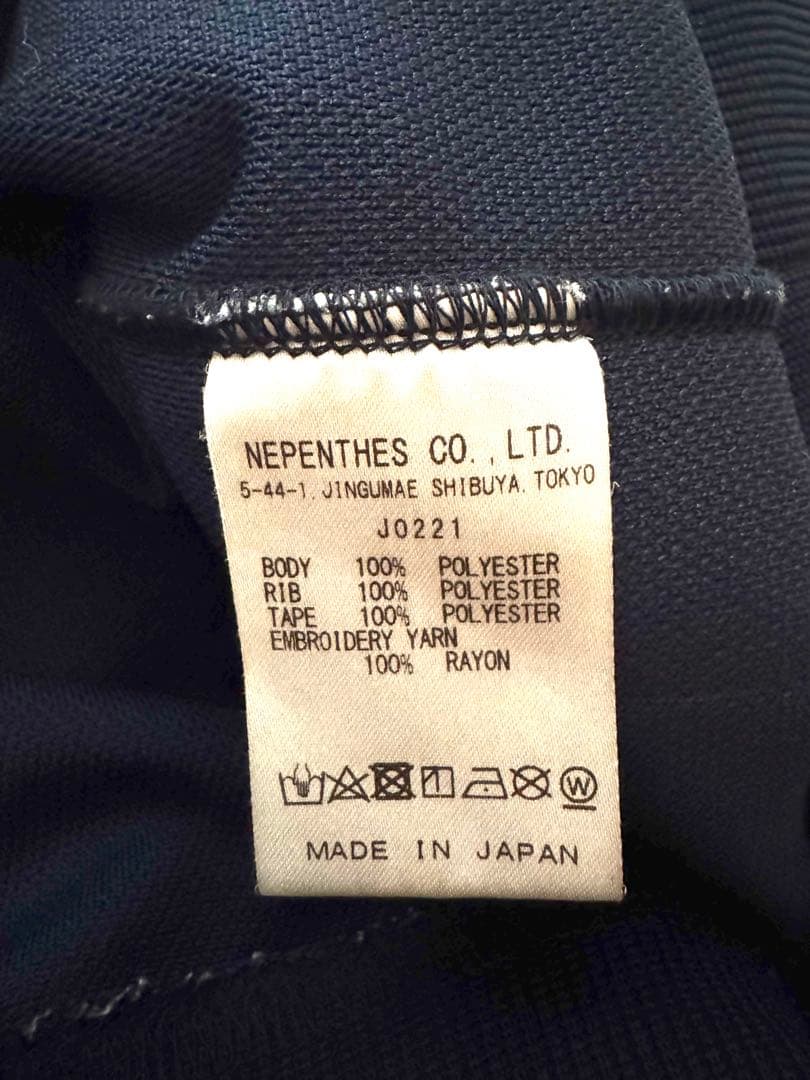 NEPENTHES CO., LTD.
5-44-1, JINGUMAE SHIBUYA, TOKYO
J0221
BODY 100% POLYESTER
RIB 100% POLYESTER
TAPE 100% POLYESTER
EMBROIDERY YARN
100% RAYON
W
MADE IN JAPAN